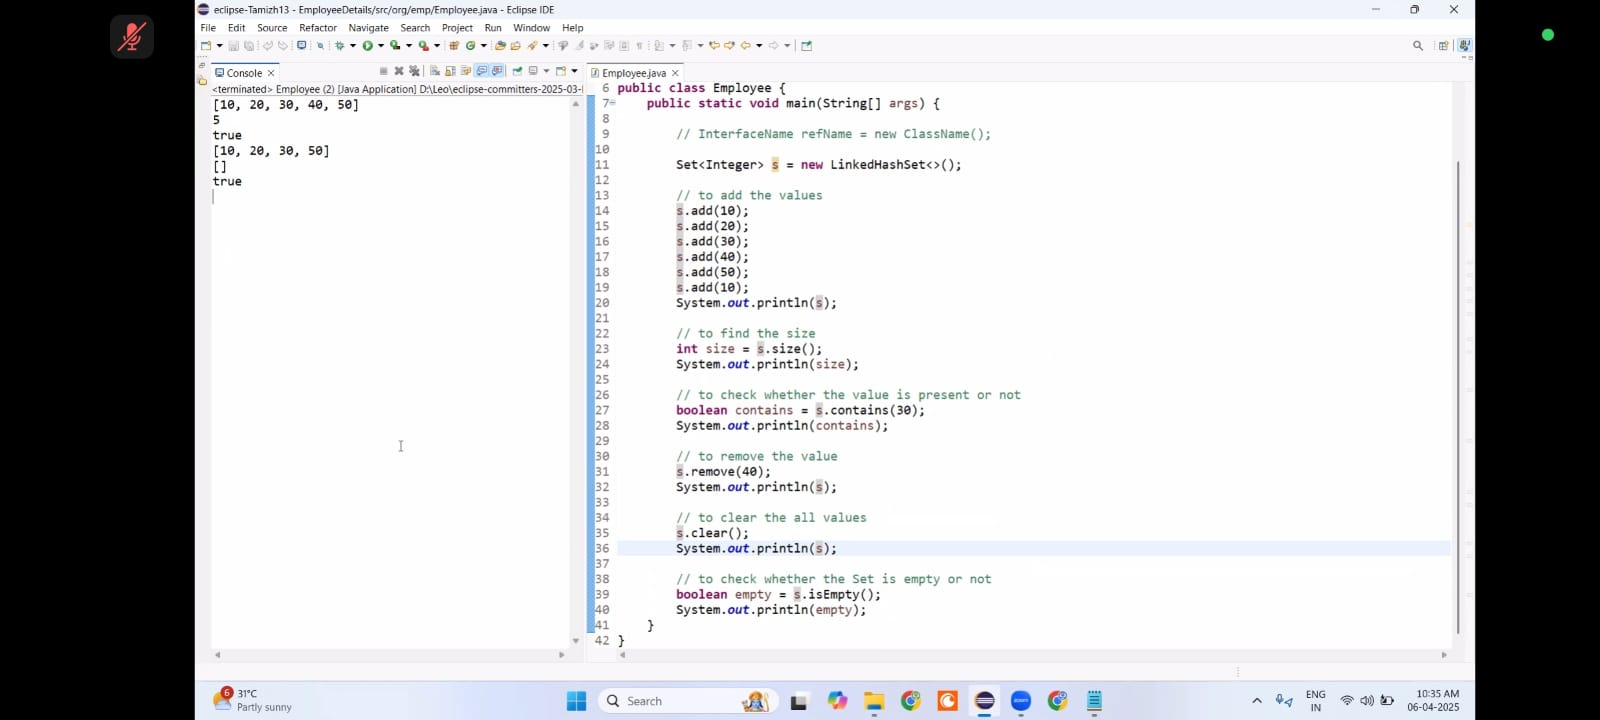 eclipse-Tamizh13 - EmployeeDetails/src/org/emp/Employee.java - Eclipse IDE
File Edit Source Refactor Navigate Search Project Run Window Help
Console
<terminated> Employee (2) [Java Application] D:\Leo\eclipse-committers-2025-03-
[10, 20, 30, 40, 50]
5
true
[10, 20, 30, 50]
[]
true
Employee.java
6 public class Employee {
7 public static void main(String[] args) {
8
9 // InterfaceName refName = new ClassName();
10
11 Set<Integer> s = new LinkedHashSet<>();
12
13 // to add the values
14 s.add(10);
15 s.add(20);
16 s.add(30);
17 s.add(40);
18 s.add(50);
19 s.add(10);
20 System.out.println(s);
21
22 // to find the size
23 int size = s.size();
24 System.out.println(size);
25
26 // to check whether the value is present or not
27 boolean contains = s.contains(30);
28 System.out.println(contains);
29
30 // to remove the value
31 s.remove(40);
32 System.out.println(s);
33
34 // to clear the all values
35 s.clear();
36 System.out.println(s);
37
38 // to check whether the Set is empty or not
39 boolean empty = s.isEmpty();
40 System.out.println(empty);
41 }
42 }
6
31°C
Partly sunny
Search
ENG
IN
10:35 AM
06-04-2025